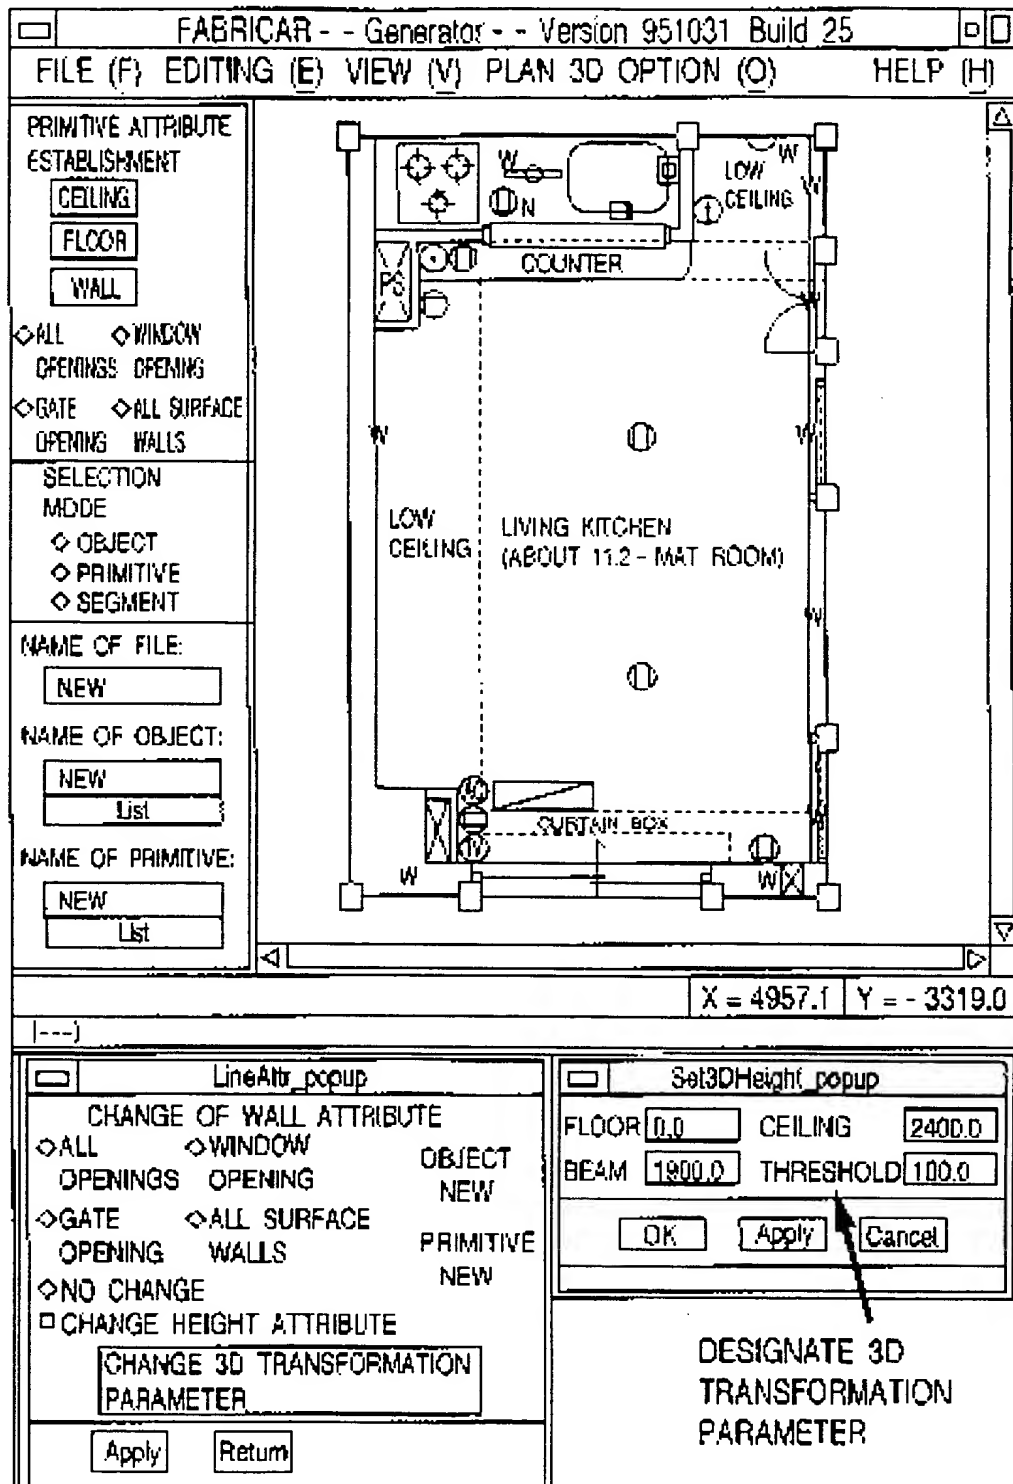 FABRICAR - - Generator - - Version 951031 Build 25
FILE (F) EDITING (E) VIEW (V) PLAN 3D OPTION (O) HELP (H)
PRIMITIVE ATTRIBUTE
ESTABLISHMENT
CEILING
FLOOR
WALL
ALL WINDOW
OPENINGS OPENING
GATE ALL SURFACE
OPENING WALLS
SELECTION
MODE
OBJECT
PRIMITIVE
SEGMENT
NAME OF FILE:
NEW
NAME OF OBJECT:
NEW
List
NAME OF PRIMITIVE:
NEW
List
W
W
LOW
CEILING
W
N
COUNTER
PS
W
W
W
LOW
CEILING
LIVING KITCHEN
(ABOUT 11.2 - MAT ROOM)
W
CURTAIN BOX
TV
W
W
X = 4957.1 Y = - 3319.0
|---|
LineAttr_popup
CHANGE OF WALL ATTRIBUTE
ALL WINDOW
OPENINGS OPENING
OBJECT
NEW
GATE ALL SURFACE
OPENING WALLS
PRIMITIVE
NEW
NO CHANGE
CHANGE HEIGHT ATTRIBUTE
CHANGE 3D TRANSFORMATION
PARAMETER
Apply Return
Set3DHeight_popup
FLOOR 0.0 CEILING 2400.0
BEAM 1900.0 THRESHOLD 100.0
OK Apply Cancel
DESIGNATE 3D
TRANSFORMATION
PARAMETER